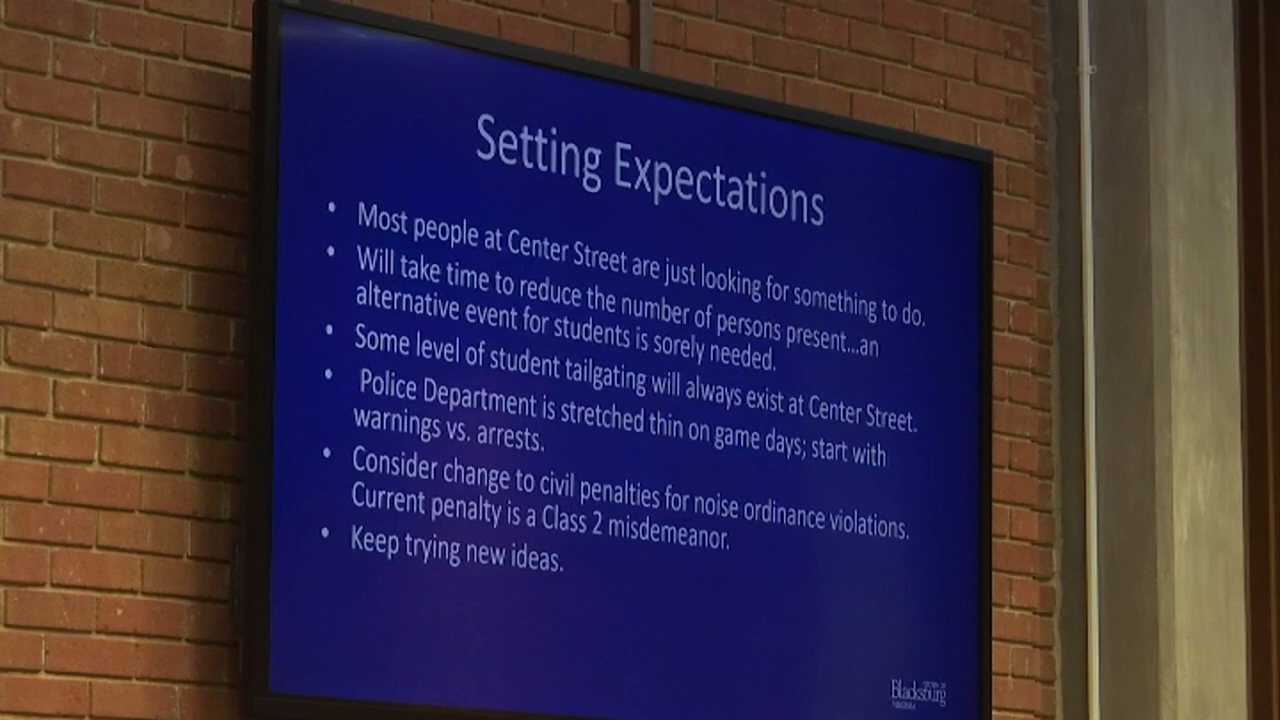 Setting Expectations
• Most people at Center Street are just looking for something to do.
• Will take time to reduce the number of persons present...an
alternative event for students is sorely needed.
• Some level of student tailgating will always exist at Center Street.
• Police Department is stretched thin on game days; start with
warnings vs. arrests.
• Consider change to civil penalties for noise ordinance violations.
Current penalty is a Class 2 misdemeanor.
• Keep trying new ideas.
Blacksburg